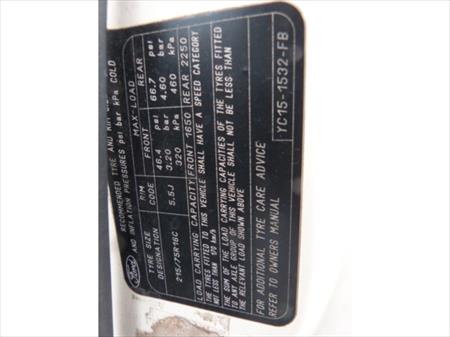 Ford
RECOMMENDED TYRE AND RIM
AND INFLATION PRESSURES psi bar kPa COLD
MAX-LOAD
TYRE SIZE RIM FRONT REAR
DESIGNATION CODE psi bar kPa psi bar kPa
215/75R16C 5.5J 46.4 3.20 320 66.7 4.60 460
LOAD CARRYING CAPACITY FRONT 1650 REAR 2250
THE TYRES FITTED TO THIS VEHICLE SHALL HAVE A SPEED CATEGORY
NOT LESS THAN 170 km/h
THE SUM OF THE LOAD CARRYING CAPACITIES OF THE TYRES FITTED
TO ANY AXLE GROUP OF THIS VEHICLE SHALL NOT BE LESS THAN
THE RELEVANT LOAD SHOWN ABOVE
FOR ADDITIONAL TYRE CARE ADVICE
REFER TO OWNERS MANUAL
YC15-1532-FB